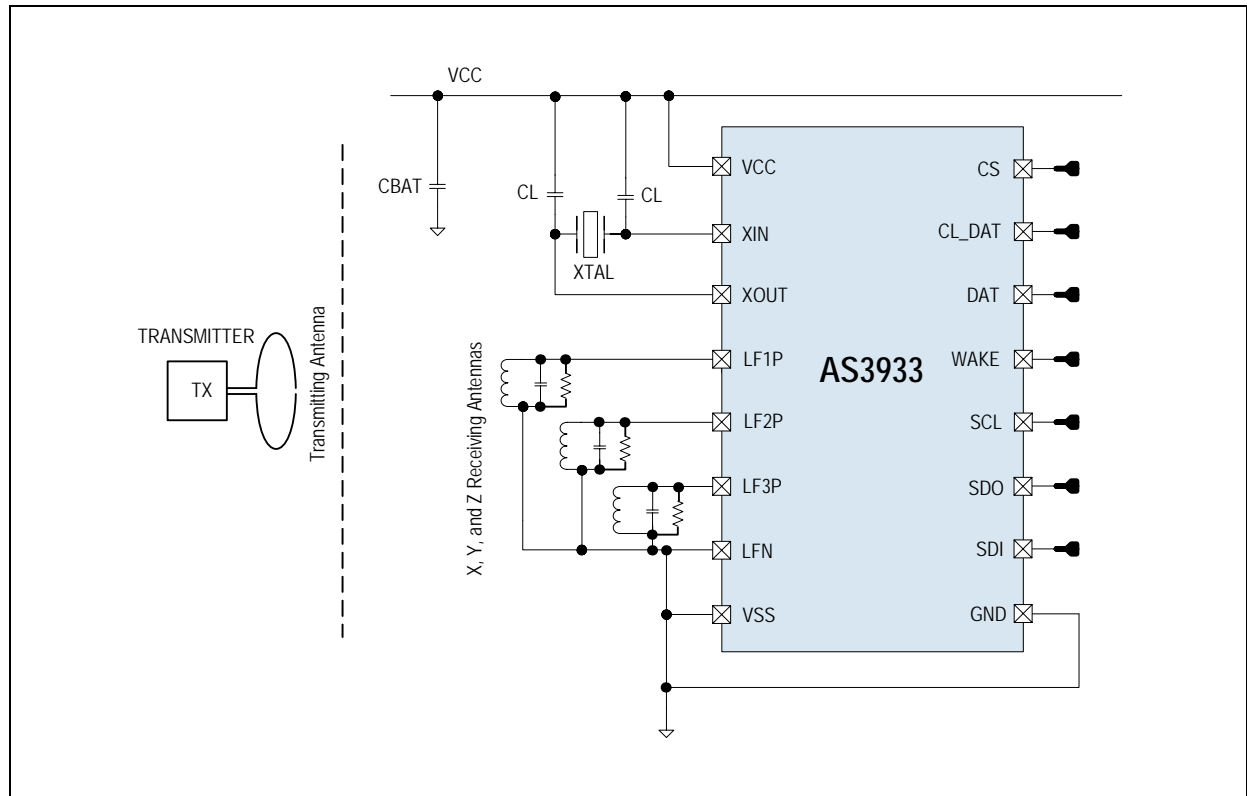 VCC
CBAT
CL
CL
XTAL
TRANSMITTER
TX
Transmitting Antenna
X, Y, and Z Receiving Antennas
AS3933
VCC
XIN
XOUT
LF1P
LF2P
LF3P
LFN
VSS
CS
CL_DAT
DAT
WAKE
SCL
SDO
SDI
GND